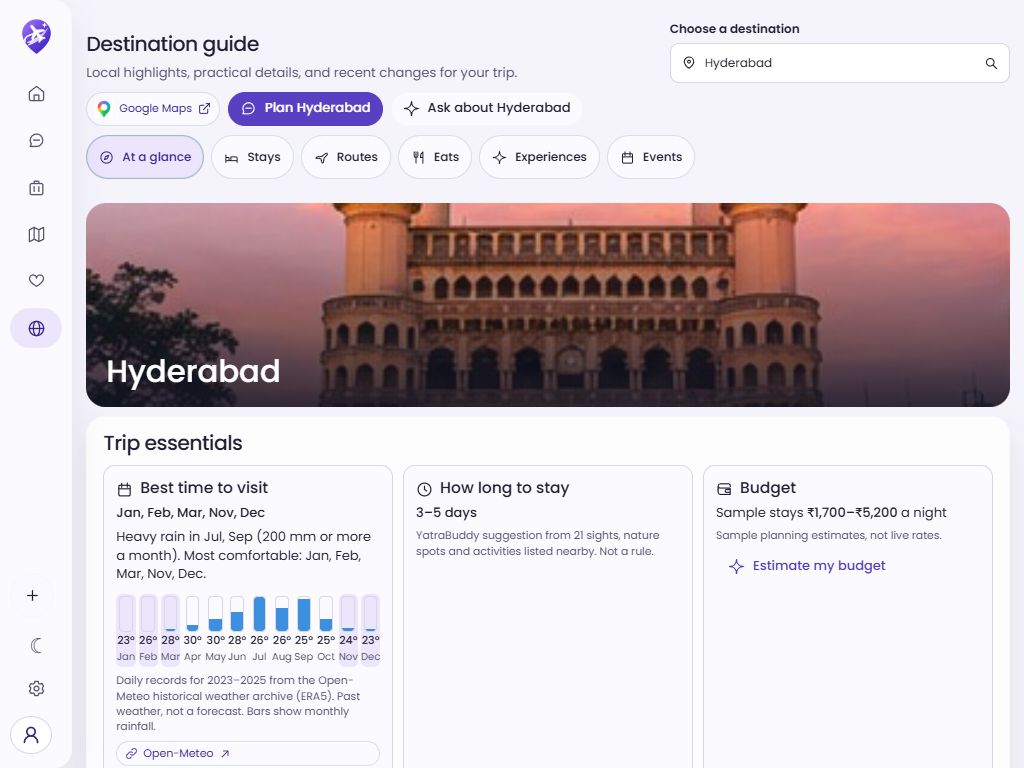 Destination guide
Local highlights, practical details, and recent changes for your trip.
Choose a destination
Hyderabad
Google Maps
Plan Hyderabad
Ask about Hyderabad
At a glance
Stays
Routes
Eats
Experiences
Events
Hyderabad
Trip essentials
Best time to visit
Jan, Feb, Mar, Nov, Dec
Heavy rain in Jul, Sep (200 mm or more
a month). Most comfortable: Jan, Feb,
Mar, Nov, Dec.
23° 26° 28° 30° 30° 28° 26° 26° 25° 25° 24° 23°
Jan Feb Mar Apr May Jun Jul Aug Sep Oct Nov Dec
Daily records for 2023–2025 from the Open-
Meteo historical weather archive (ERA5). Past
weather, not a forecast. Bars show monthly
rainfall.
Open-Meteo
How long to stay
3–5 days
YatraBuddy suggestion from 21 sights, nature
spots and activities listed nearby. Not a rule.
Budget
Sample stays ₹1,700–₹5,200 a night
Sample planning estimates, not live rates.
Estimate my budget